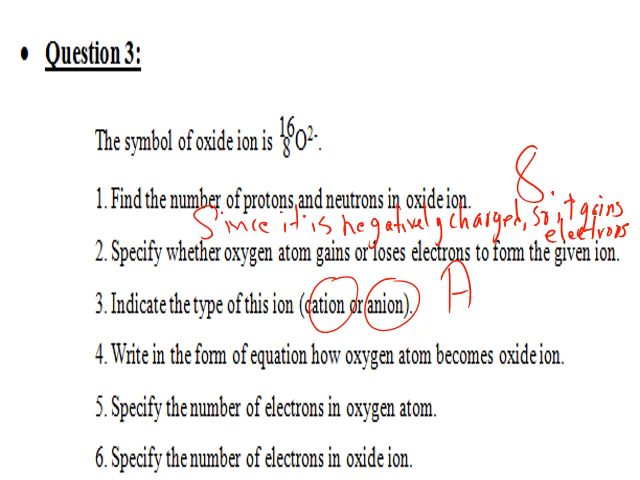 • Question 3:
The symbol of oxide ion is ¹⁶₈O²⁻.
8.
1. Find the number of protons,and neutrons in oxide ion.
Since it is negatively charged, so it gains
electrons
2. Specify whether oxygen atom gains or loses electrons to form the given ion.
3. Indicate the type of this ion (cation or anion). A
4. Write in the form of equation how oxygen atom becomes oxide ion.
5. Specify the number of electrons in oxygen atom.
6. Specify the number of electrons in oxide ion.